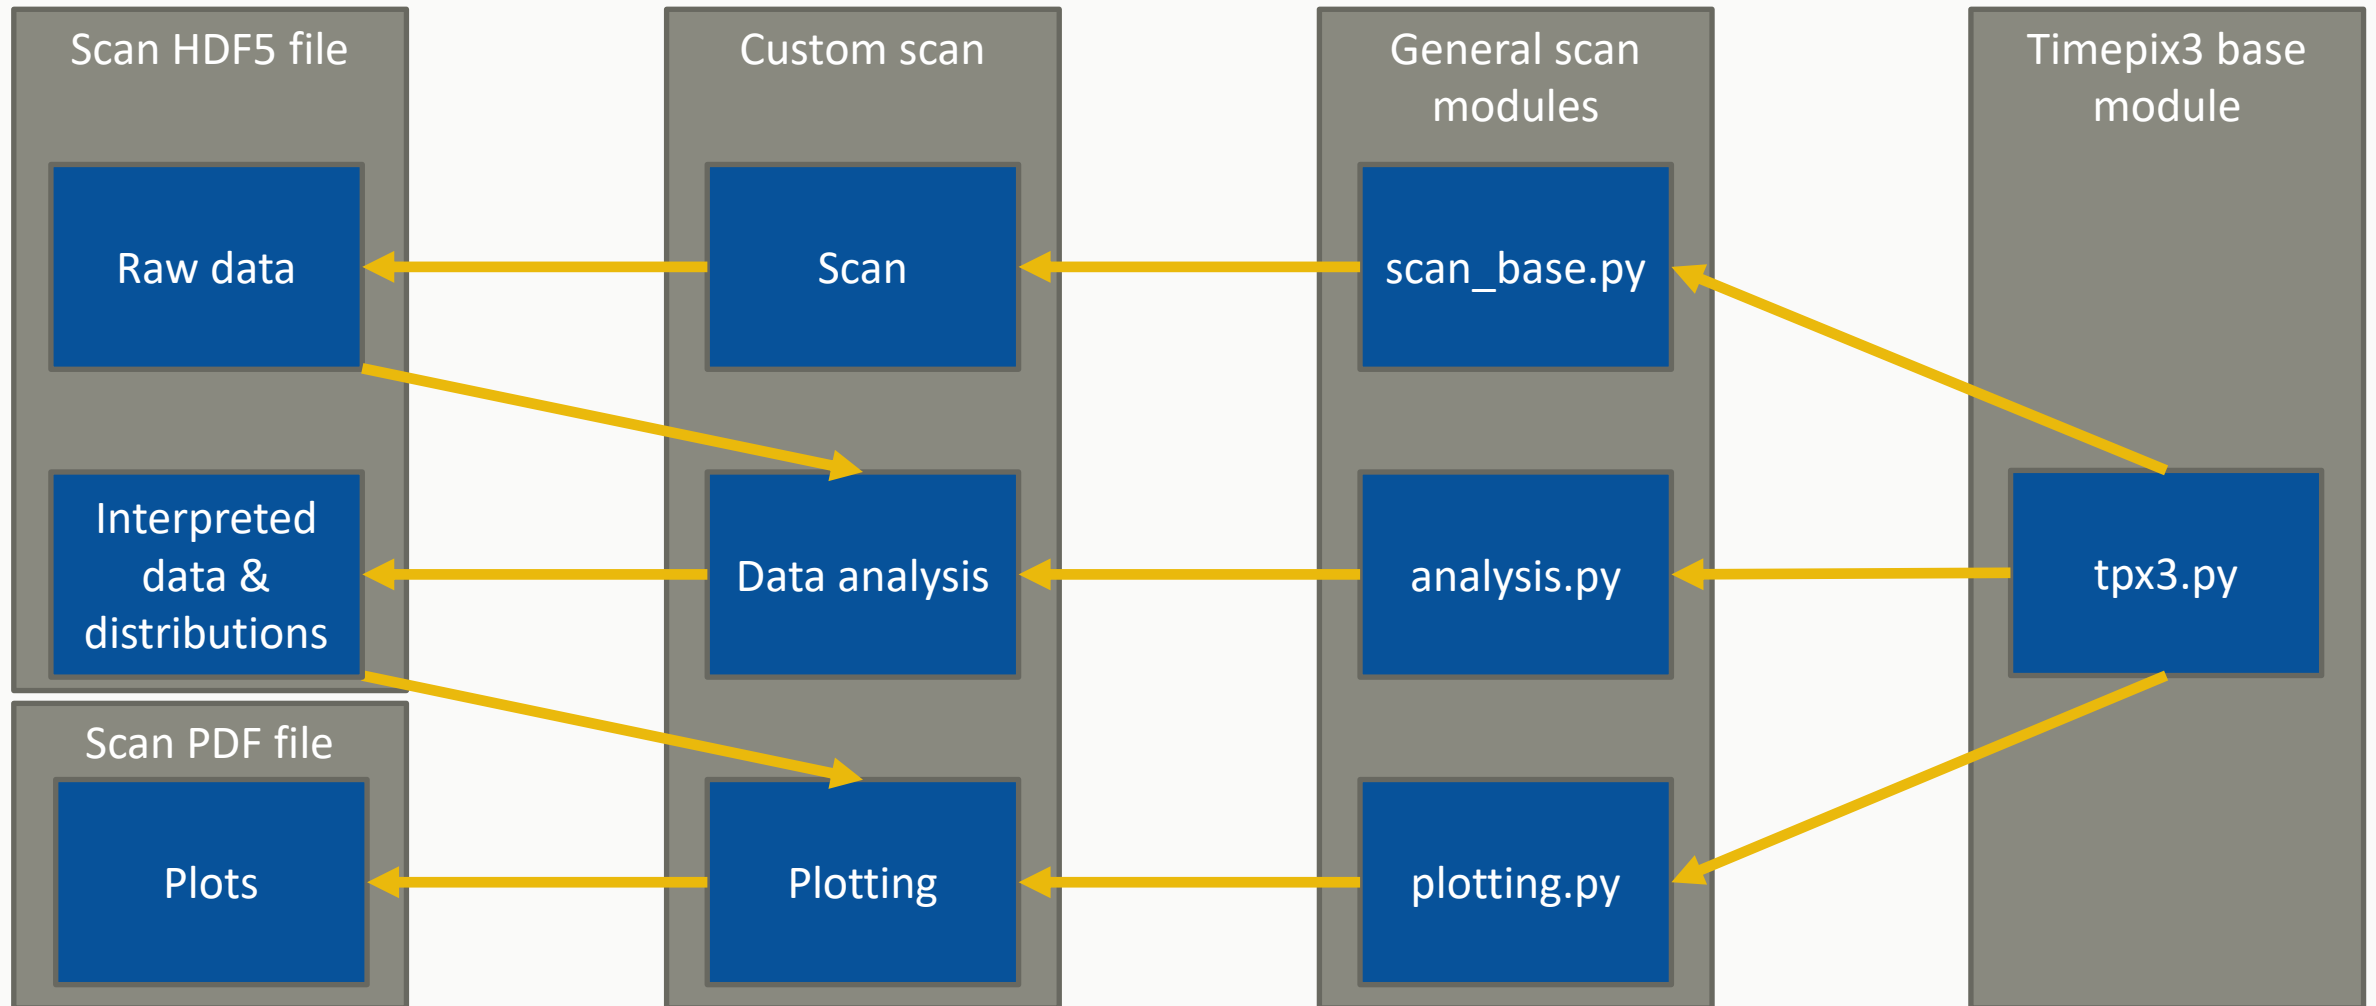 Scan HDF5 file
Raw data
Interpreted
data &
distributions
Scan PDF file
Plots
Custom scan
Scan
Data analysis
Plotting
General scan
modules
scan_base.py
analysis.py
plotting.py
Timepix3 base
module
tpx3.py